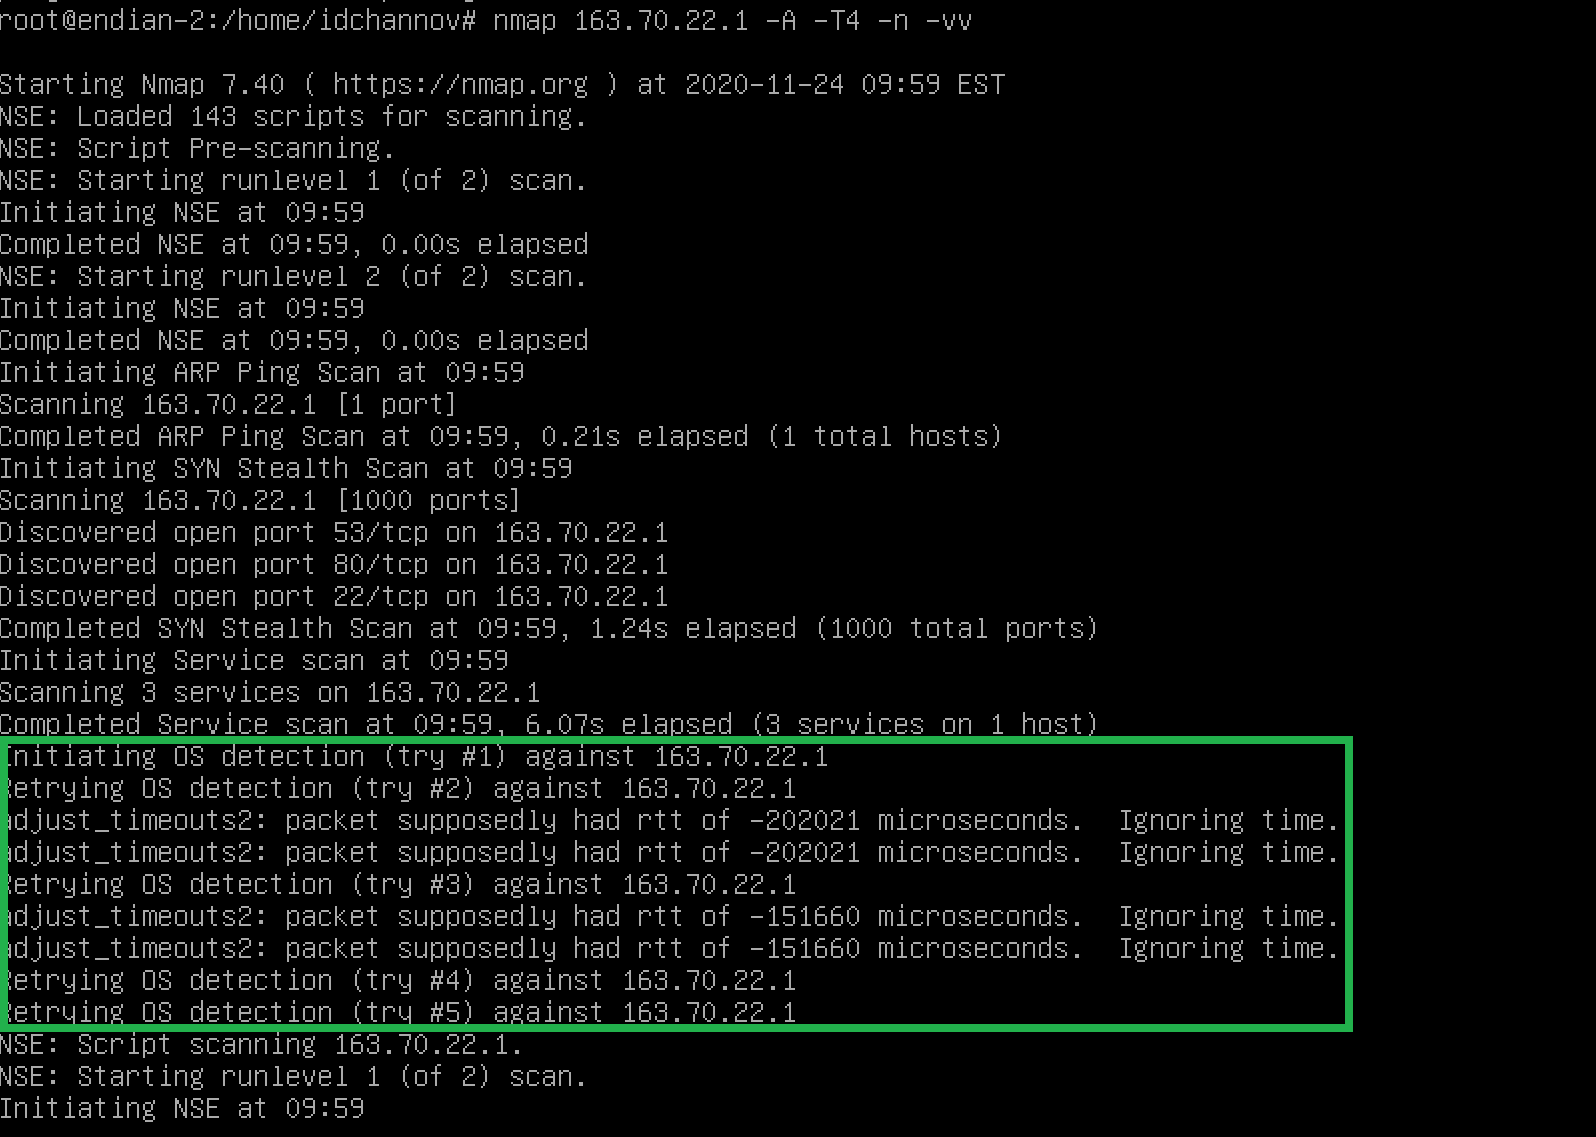 root@endian-2:/home/idchannov# nmap 163.70.22.1 -A -T4 -n -vv
Starting Nmap 7.40 ( https://nmap.org ) at 2020-11-24 09:59 EST
NSE: Loaded 143 scripts for scanning.
NSE: Script Pre-scanning.
NSE: Starting runlevel 1 (of 2) scan.
Initiating NSE at 09:59
Completed NSE at 09:59, 0.00s elapsed
NSE: Starting runlevel 2 (of 2) scan.
Initiating NSE at 09:59
Completed NSE at 09:59, 0.00s elapsed
Initiating ARP Ping Scan at 09:59
Scanning 163.70.22.1 [1 port]
Completed ARP Ping Scan at 09:59, 0.21s elapsed (1 total hosts)
Initiating SYN Stealth Scan at 09:59
Scanning 163.70.22.1 [1000 ports]
Discovered open port 53/tcp on 163.70.22.1
Discovered open port 80/tcp on 163.70.22.1
Discovered open port 22/tcp on 163.70.22.1
Completed SYN Stealth Scan at 09:59, 1.24s elapsed (1000 total ports)
Initiating Service scan at 09:59
Scanning 3 services on 163.70.22.1
Completed Service scan at 09:59, 6.07s elapsed (3 services on 1 host)
Initiating OS detection (try #1) against 163.70.22.1
Retrying OS detection (try #2) against 163.70.22.1
adjust_timeouts2: packet supposedly had rtt of -202021 microseconds.  Ignoring time.
adjust_timeouts2: packet supposedly had rtt of -202021 microseconds.  Ignoring time.
Retrying OS detection (try #3) against 163.70.22.1
adjust_timeouts2: packet supposedly had rtt of -151660 microseconds.  Ignoring time.
adjust_timeouts2: packet supposedly had rtt of -151660 microseconds.  Ignoring time.
Retrying OS detection (try #4) against 163.70.22.1
Retrying OS detection (try #5) against 163.70.22.1
NSE: Script scanning 163.70.22.1.
NSE: Starting runlevel 1 (of 2) scan.
Initiating NSE at 09:59